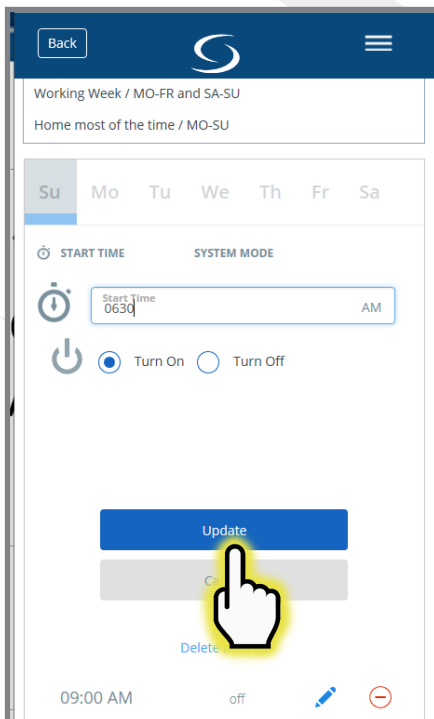 Back
Working Week / MO-FR and SA-SU
Home most of the time / MO-SU
Su Mo Tu We Th Fr Sa
START TIME SYSTEM MODE
Start Time
0630 AM
Turn On Turn Off
Update
Ca
Delete
09:00 AM off